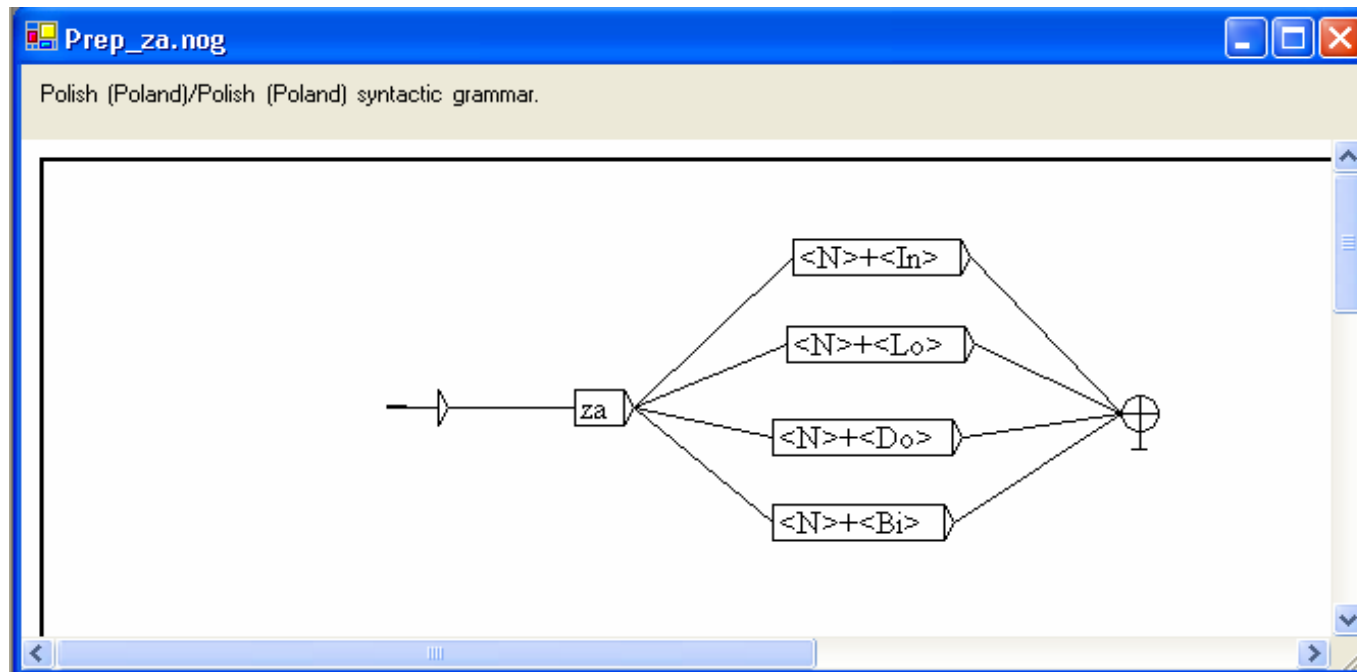 Prep_za.nog
Polish (Poland)/Polish (Poland) syntactic grammar.
<N>+<In>
<N>+<Lo>
za
<N>+<Do>
<N>+<Bi>